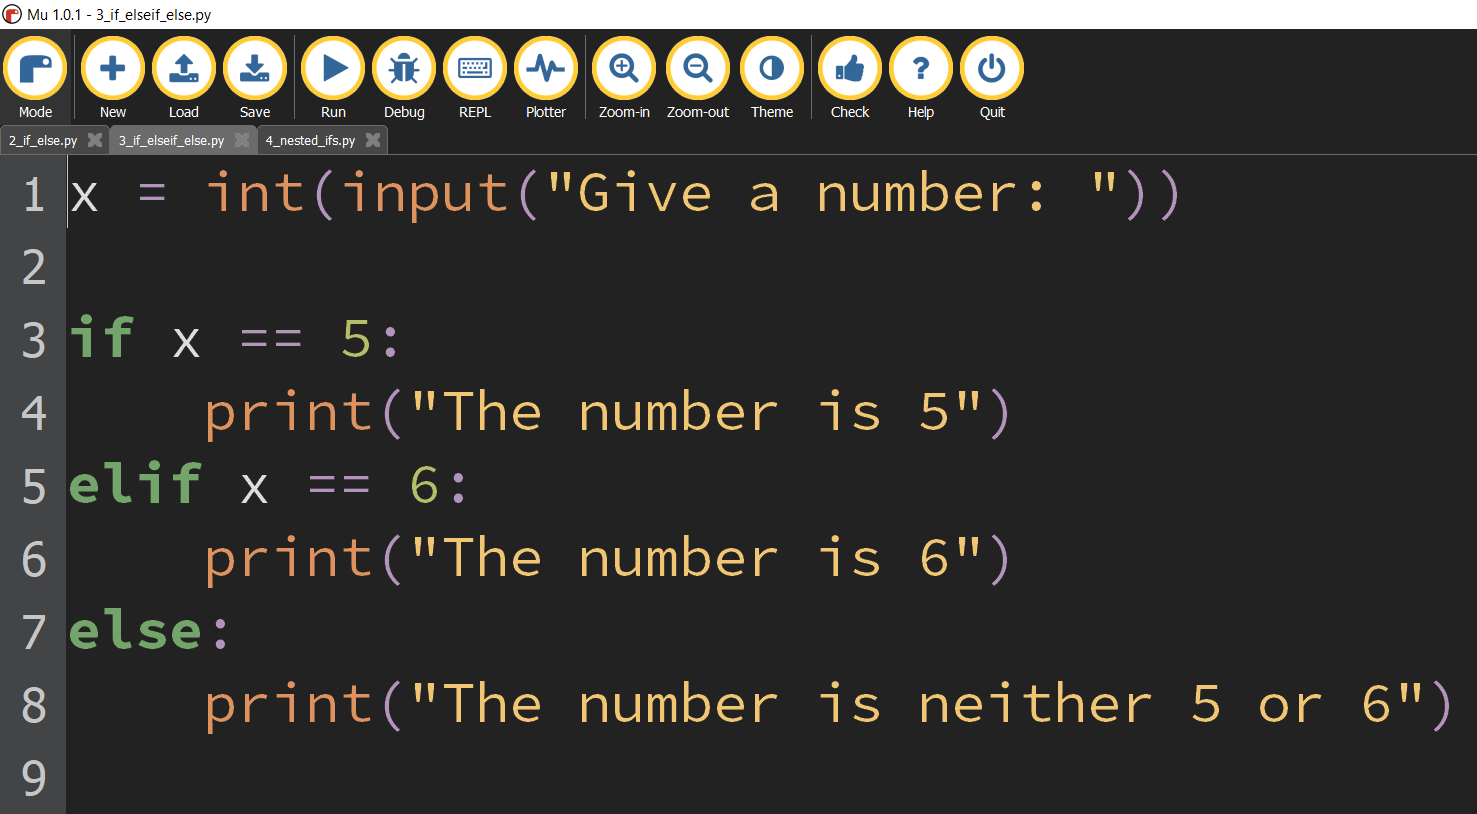 Mu 1.0.1 - 3_if_elseif_else.py
Mode New Load Save Run Debug REPL Plotter Zoom-in Zoom-out Theme Check Help Quit
2_if_else.py 3_if_elseif_else.py 4_nested_ifs.py
1 x = int(input("Give a number: "))
2
3 if x == 5:
4     print("The number is 5")
5 elif x == 6:
6     print("The number is 6")
7 else:
8     print("The number is neither 5 or 6")
9